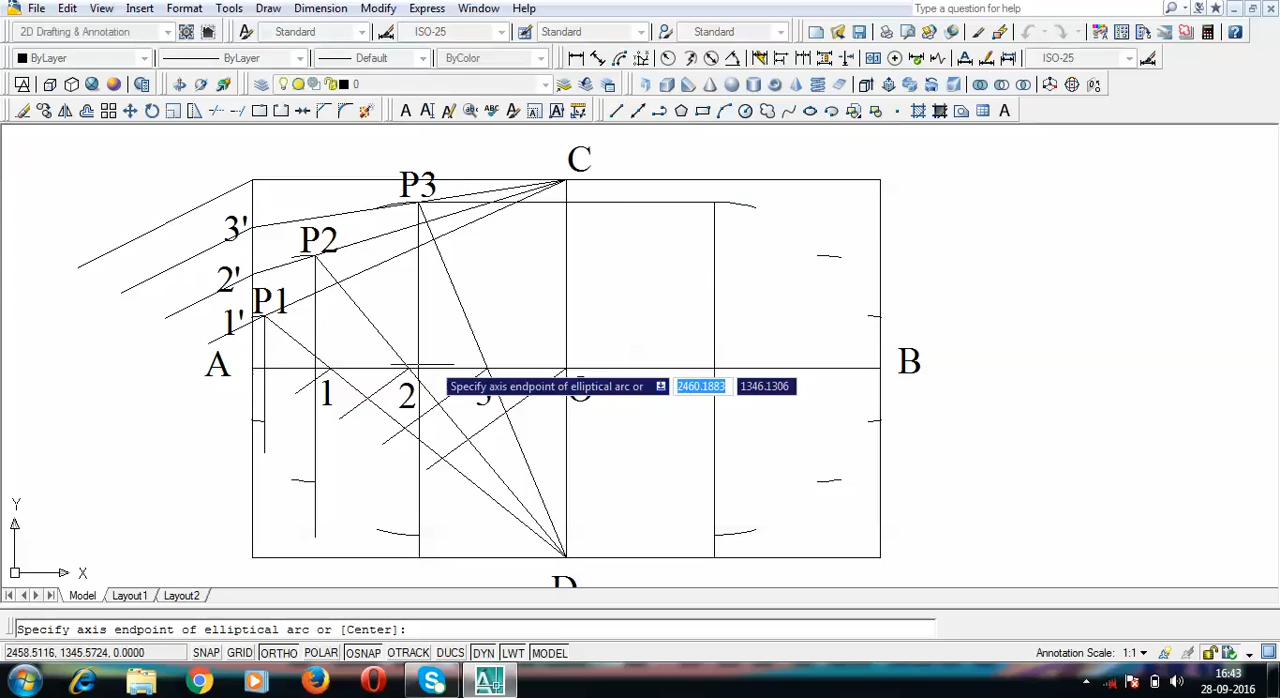 File Edit View Insert Format Tools Draw Dimension Modify Express Window Help Type a question for help
2D Drafting & Annotation Standard ISO-25 Standard Standard
ByLayer ByLayer Default ByColor ISO-25
0
C
P3
3'
P2
2'
P1
1'
A
B
Specify axis endpoint of elliptical arc or 2460.1883 1346.1306
1
2
3
D
Y
X
Model Layout1 Layout2
Specify axis endpoint of elliptical arc or [Center]:
2458.5116, 1345.5724, 0.0000 SNAP GRID ORTHO POLAR OSNAP OTRACK DUCS DYN LWT MODEL Annotation Scale: 1:1
16:43
28-09-2016